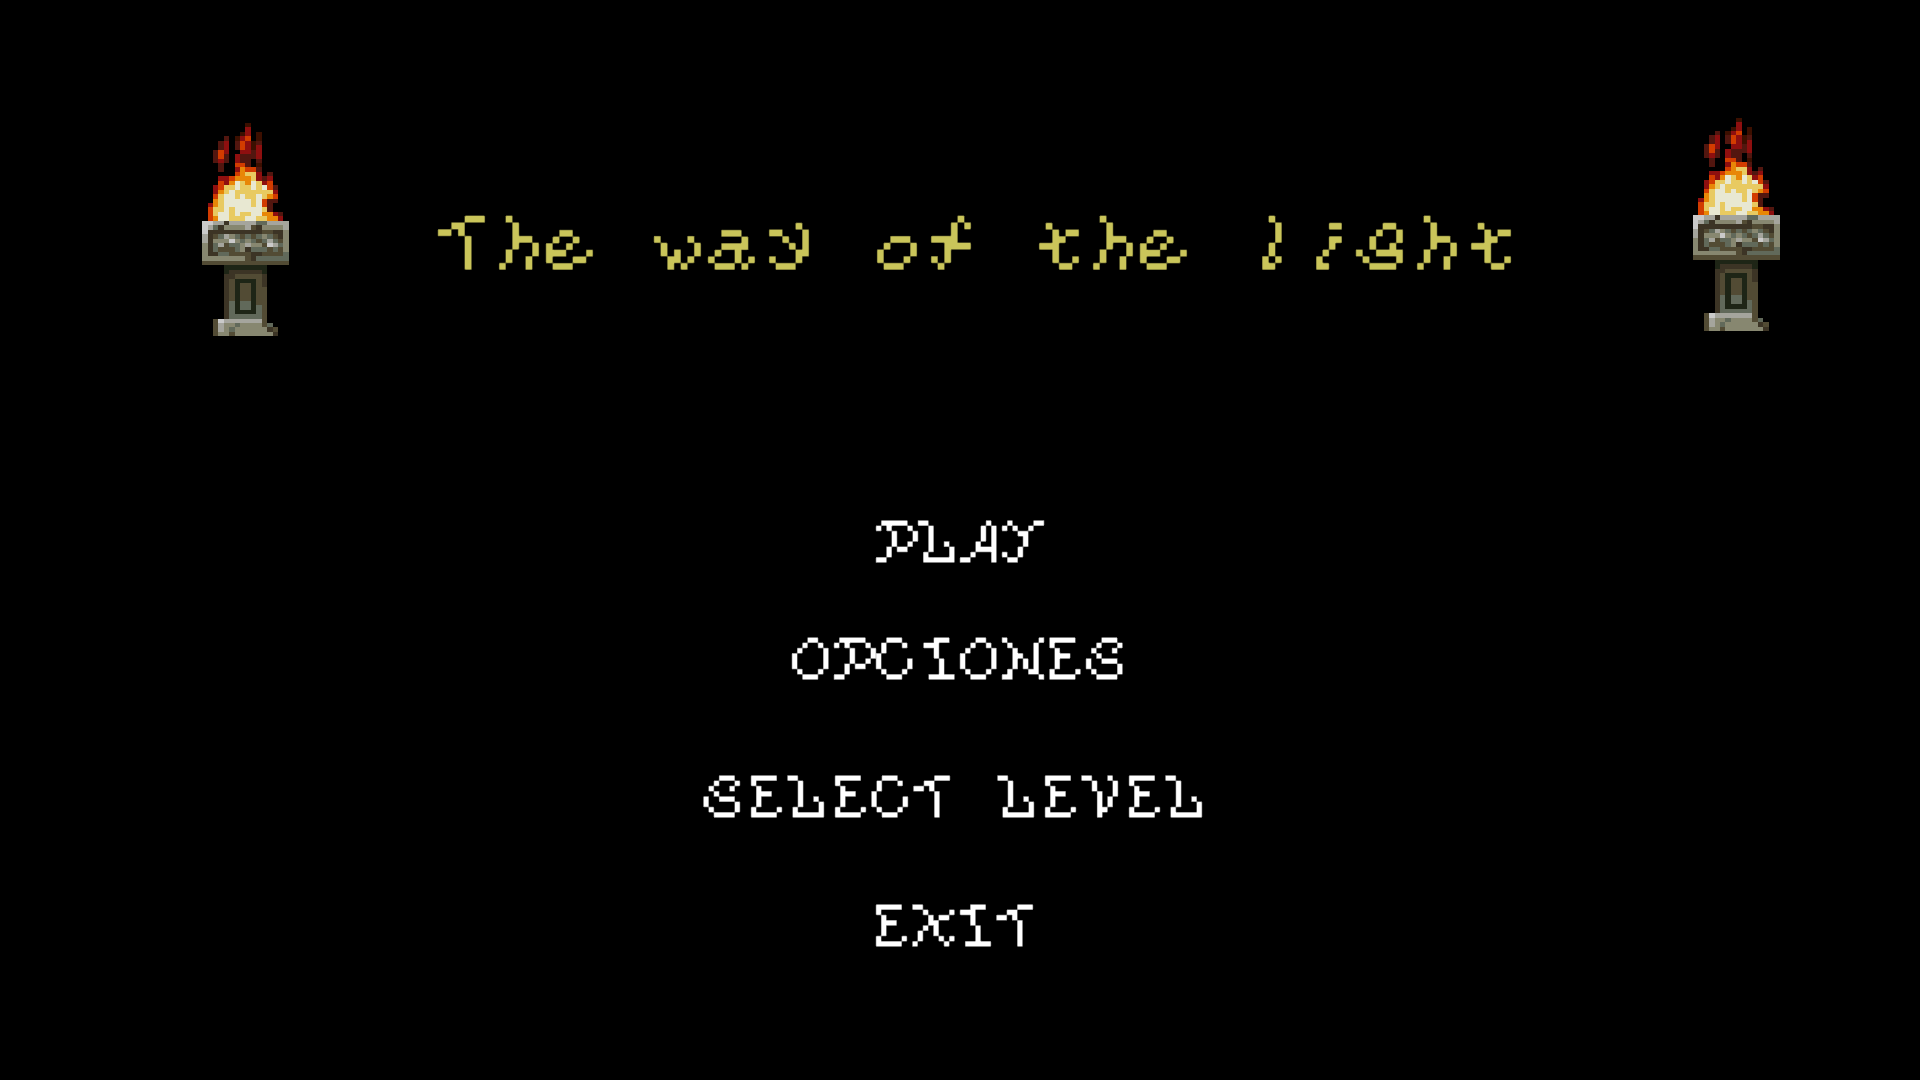 The way of the light
PLAY
OPCIONES
SELECT LEVEL
EXIT